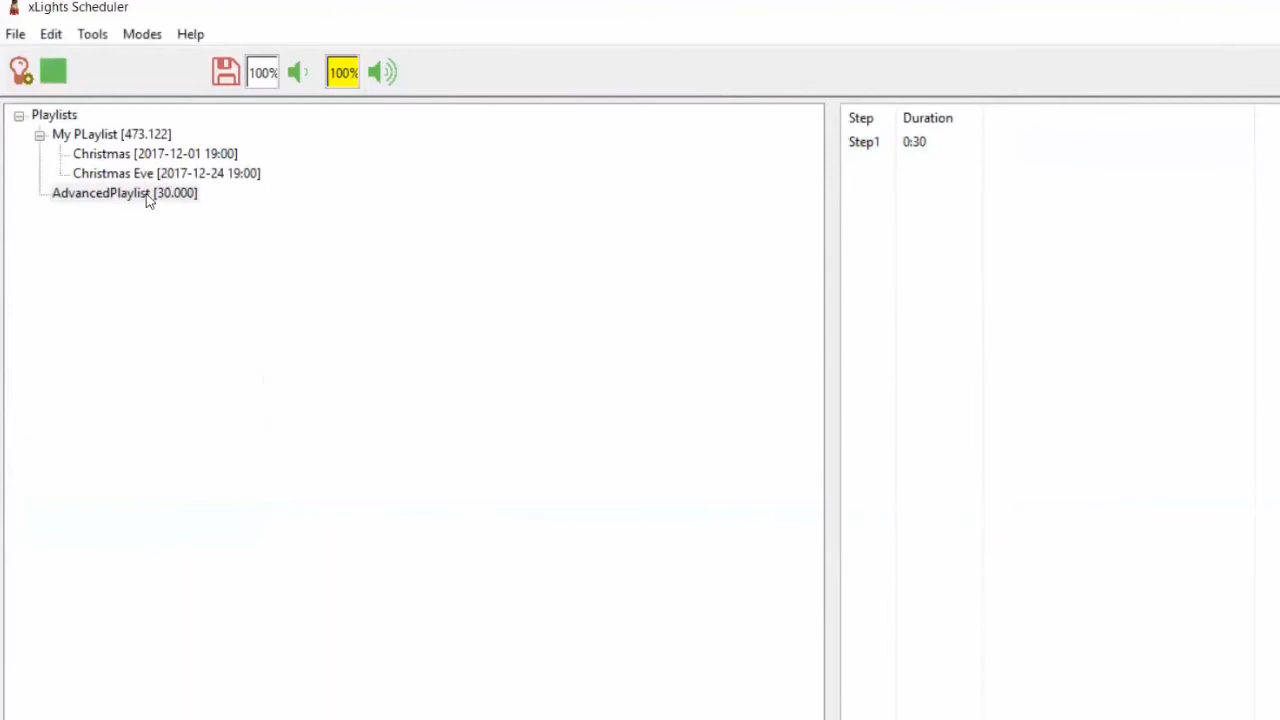 xLights Scheduler
File Edit Tools Modes Help
100% 100%
Playlists
My PLaylist [473.122]
Christmas [2017-12-01 19:00]
Christmas Eve [2017-12-24 19:00]
AdvancedPlaylist [30.000]
Step Duration
Step1 0:30